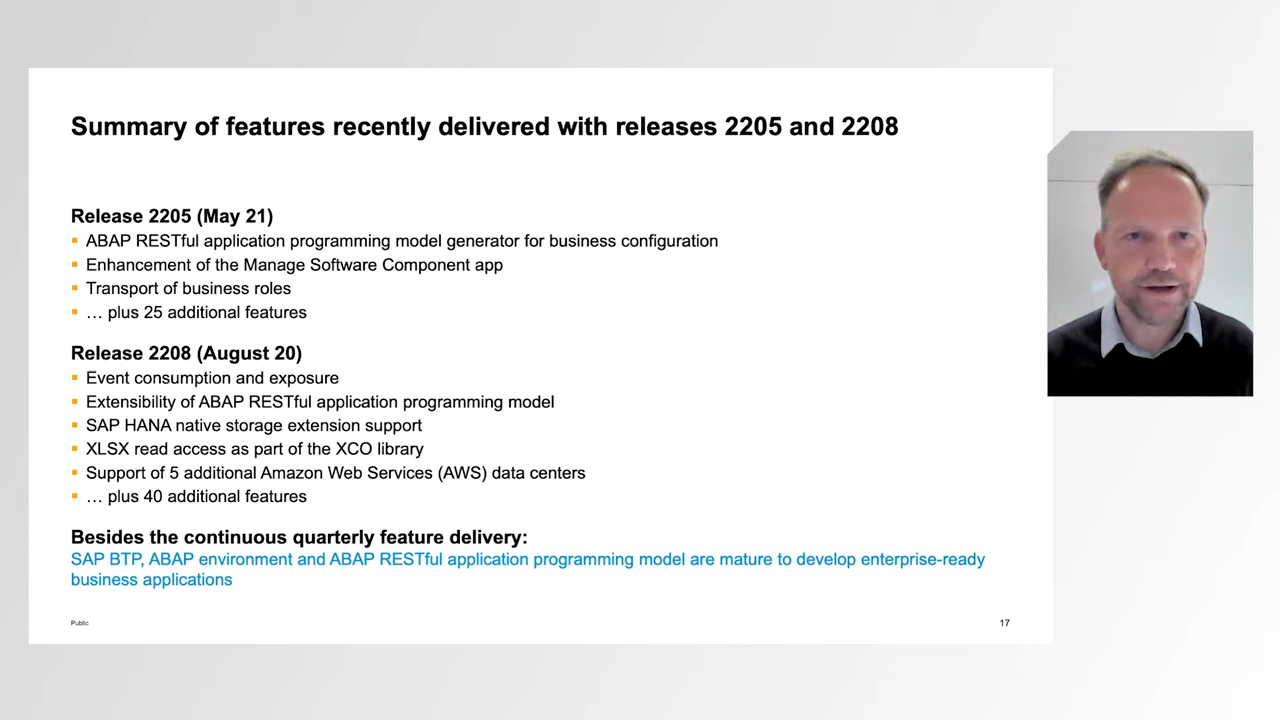 Summary of features recently delivered with releases 2205 and 2208
Release 2205 (May 21)
▪ ABAP RESTful application programming model generator for business configuration
▪ Enhancement of the Manage Software Component app
▪ Transport of business roles
▪ … plus 25 additional features
Release 2208 (August 20)
▪ Event consumption and exposure
▪ Extensibility of ABAP RESTful application programming model
▪ SAP HANA native storage extension support
▪ XLSX read access as part of the XCO library
▪ Support of 5 additional Amazon Web Services (AWS) data centers
▪ … plus 40 additional features
Besides the continuous quarterly feature delivery:
SAP BTP, ABAP environment and ABAP RESTful application programming model are mature to develop enterprise-ready
business applications
Public
17